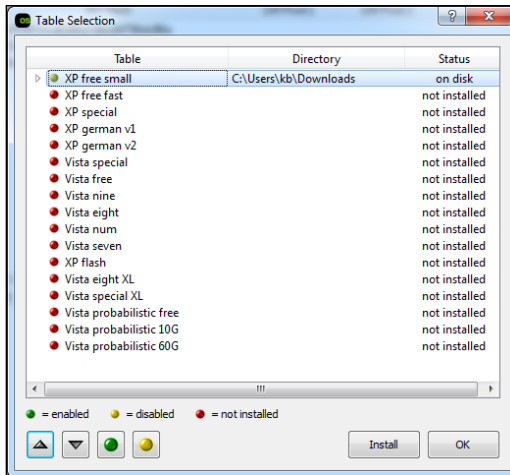 OS Table Selection
Table Directory Status
XP free small C:\Users\kb\Downloads on disk
XP free fast not installed
XP special not installed
XP german v1 not installed
XP german v2 not installed
Vista special not installed
Vista free not installed
Vista nine not installed
Vista eight not installed
Vista num not installed
Vista seven not installed
XP flash not installed
Vista eight XL not installed
Vista special XL not installed
Vista probabilistic free not installed
Vista probabilistic 10G not installed
Vista probabilistic 60G not installed
= enabled = disabled = not installed
Install OK